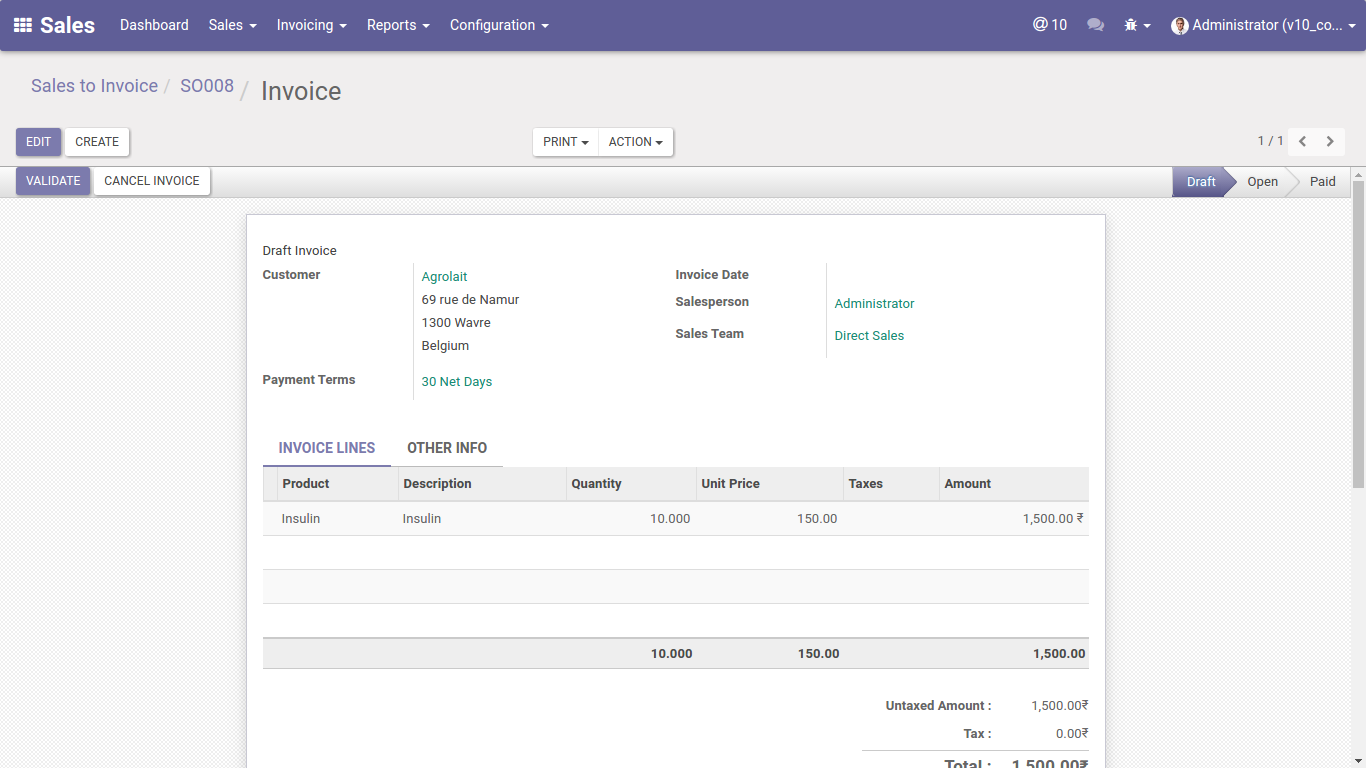 Sales Dashboard Sales Invoicing Reports Configuration @10 Administrator (v10_co...
Sales to Invoice / SO008 / Invoice
EDIT CREATE PRINT ACTION 1 / 1
VALIDATE CANCEL INVOICE Draft Open Paid
Draft Invoice
Customer Agrolait Invoice Date
69 rue de Namur Salesperson Administrator
1300 Wavre
Belgium Sales Team Direct Sales
Payment Terms 30 Net Days
INVOICE LINES OTHER INFO
Product Description Quantity Unit Price Taxes Amount
Insulin Insulin 10.000 150.00 1,500.00 ₹
10.000 150.00 1,500.00
Untaxed Amount : 1,500.00₹
Tax : 0.00₹
Total : 1,500.00₹